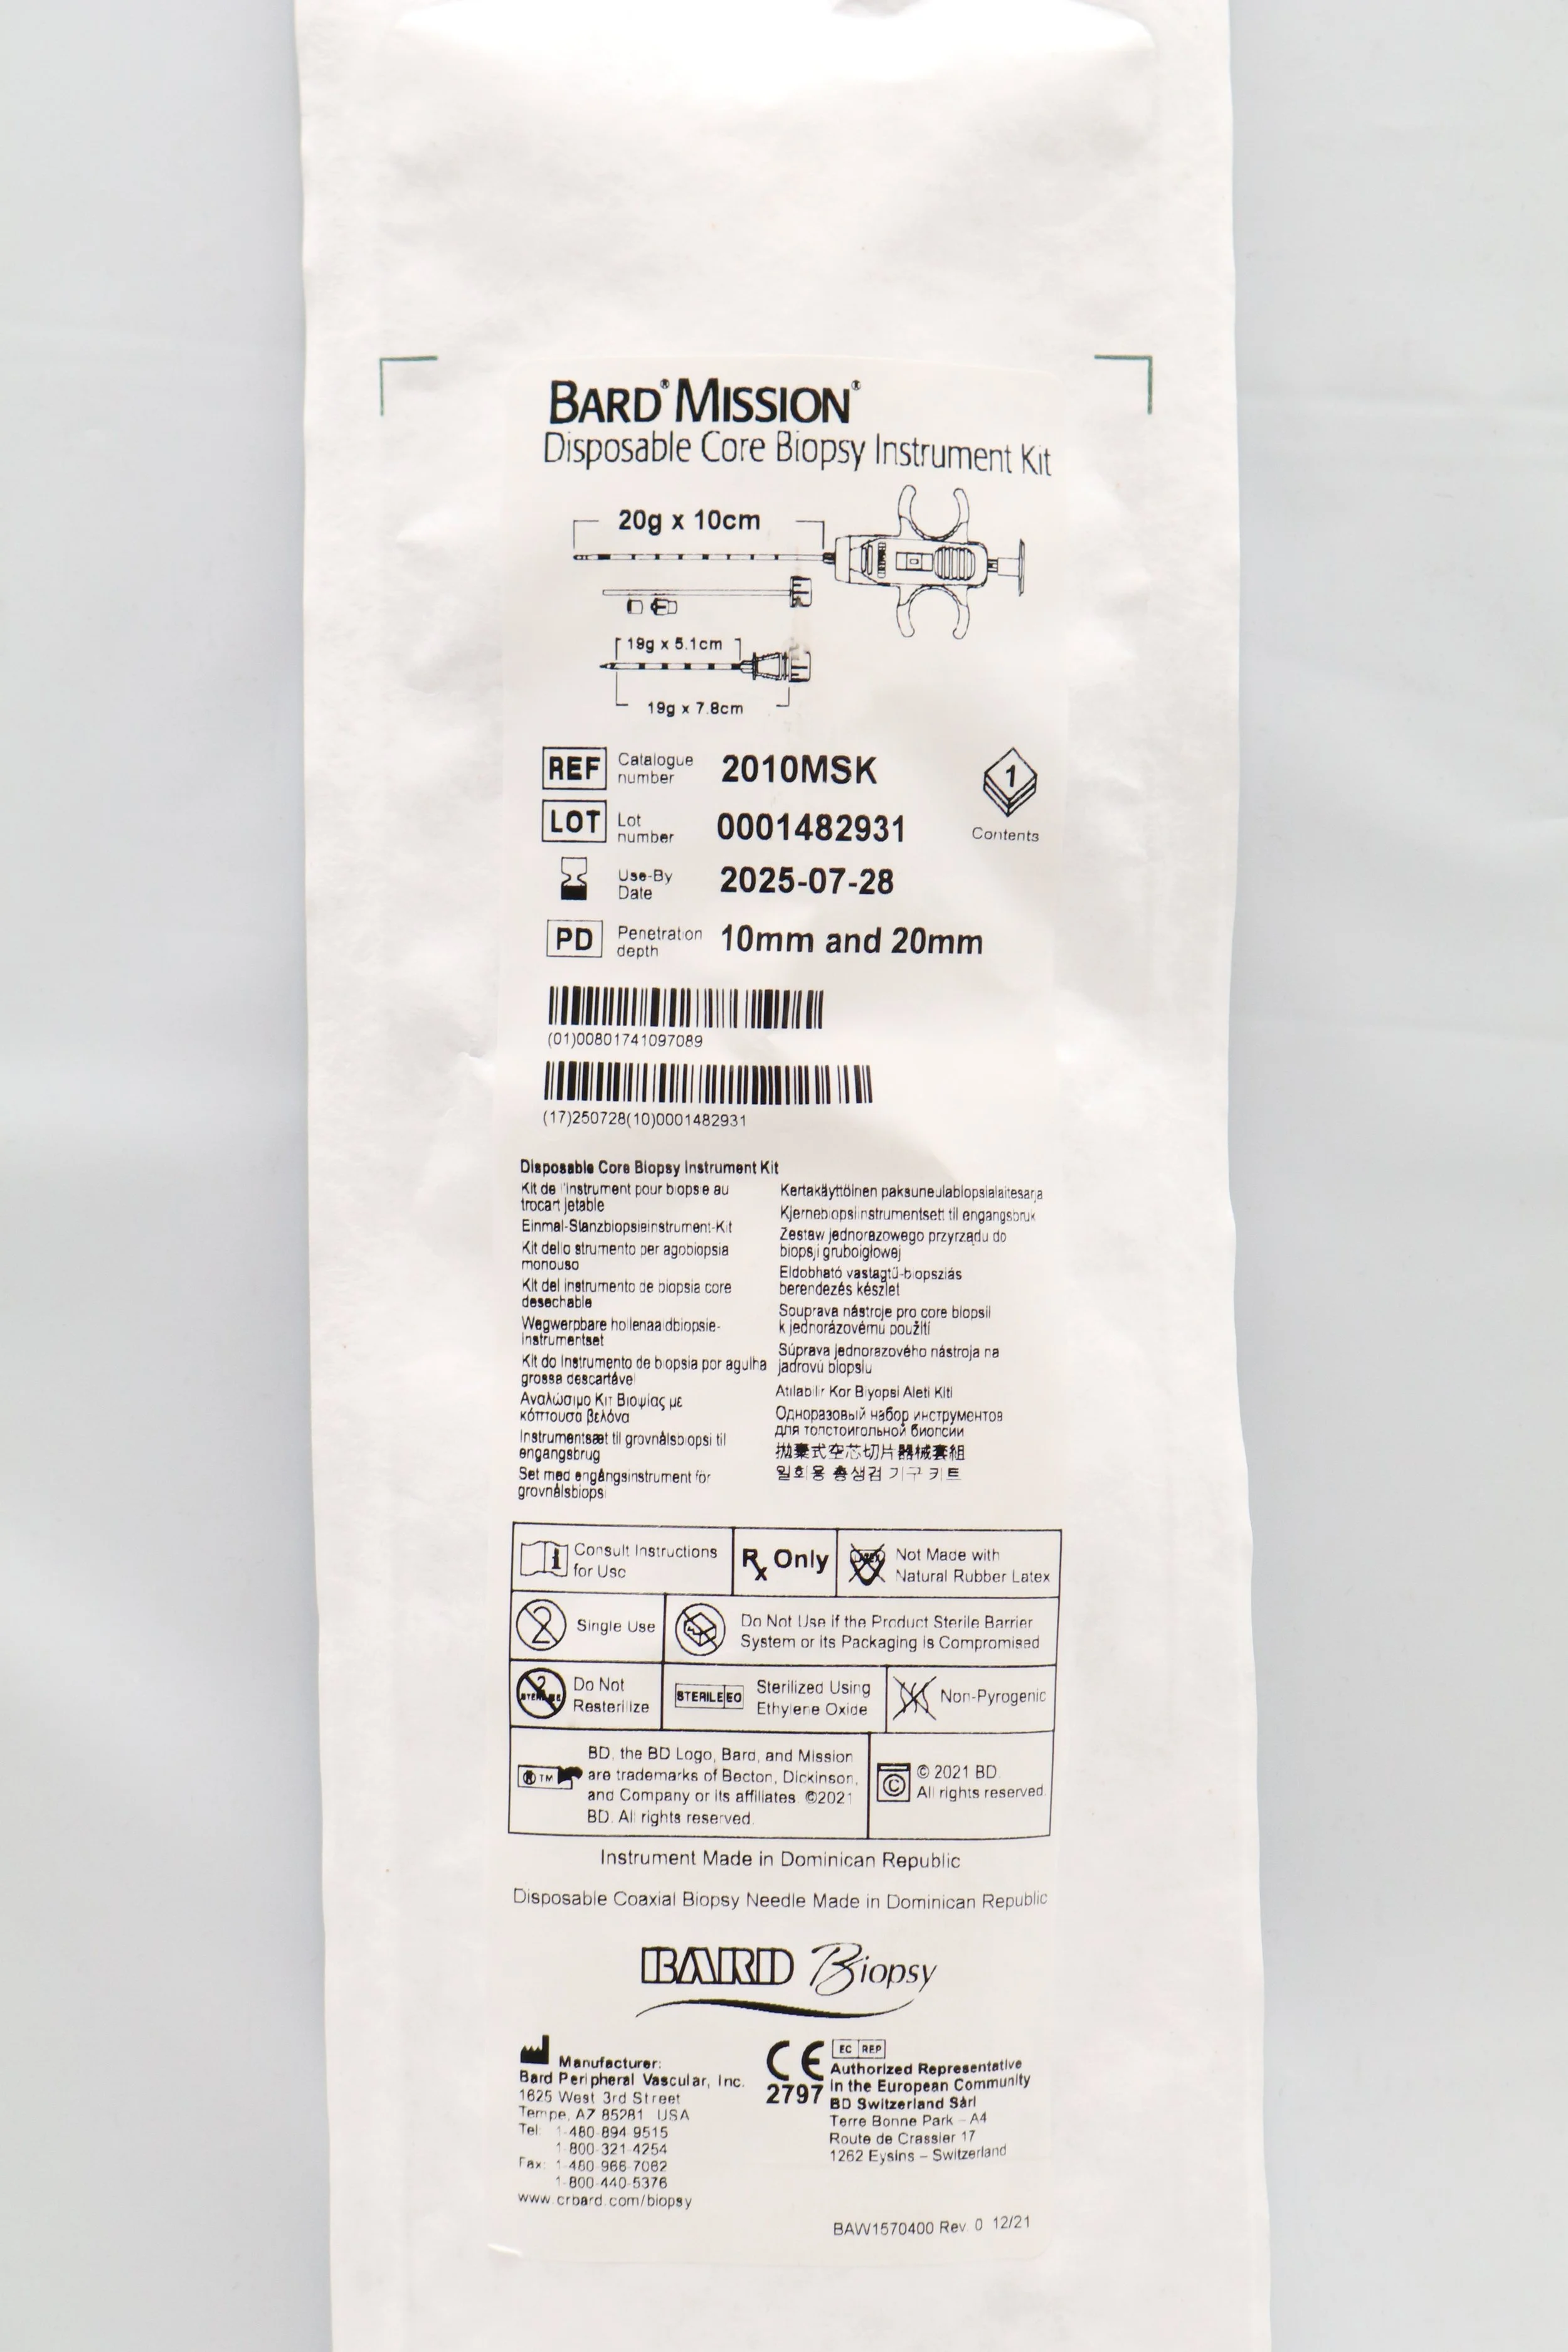 BARD® MISSION®
Disposable Core Biopsy Instrument Kit
20g x 10cm
19g x 5.1cm
19g x 7.8cm
REF Catalogue number 2010MSK
1
Contents
LOT Lot number 0001482931
Use-By Date 2025-07-28
PD Penetration depth 10mm and 20mm
(01)00801741097089
(17)250728(10)0001482931
Disposable Core Biopsy Instrument Kit
Kit de l'instrument pour biopsie au
trocart jetable
Einmal-Stanzbiopsieinstrument-Kit
Kit dello strumento per agobiopsia
monouso
Kit del instrumento de biopsia core
desechable
Wegwerpbare hollenaaldbiopsie-
instrumentset
Kit do instrumento de biopsia por agulha
grossa descartável
Αναλώσιμο Κιτ Βιοψίας με
κόπτουσα βελόνα
Instrumentsæt til grovnålsbiopsi til
engangsbrug
Set med engångsinstrument för
grovnålsbiopsi
Kertakäyttöinen paksuneulabiopsialaitesarja
Kjernebiopsiinstrumentsett til engangsbruk
Zestaw jednorazowego przyrządu do
biopsji gruboigłowej
Eldobható vastagtű-biopsziás
berendezés készlet
Souprava nástroje pro core biopsii
k jednorázovému použití
Súprava jednorazového nástroja na
jadrovú biopsiu
Atılabilir Kor Biyopsi Aleti Kiti
Одноразовый набор инструментов
для толстоигольной биопсии
拋棄式空芯切片器械套組
일회용 총생검 기구 키트
Consult Instructions
for Use
Rx Only
LATEX
Not Made with
Natural Rubber Latex
2
Single Use
Do Not Use if the Product Sterile Barrier
System or its Packaging is Compromised
2
STERILIZE
Do Not
Resterilize
STERILE EO
Sterilized Using
Ethylene Oxide
Non-Pyrogenic
® TM
BD, the BD Logo, Bard, and Mission
are trademarks of Becton, Dickinson,
and Company or its affiliates. ©2021
BD. All rights reserved.
©
© 2021 BD.
All rights reserved.
Instrument Made in Dominican Republic
Disposable Coaxial Biopsy Needle Made in Dominican Republic
BARD Biopsy
Manufacturer:
Bard Peripheral Vascular, Inc.
1625 West 3rd Street
Tempe, AZ 85281 USA
Tel: 1-480-894-9515
1-800-321-4254
Fax: 1-480-966-7062
1-800-440-5376
www.crbard.com/biopsy
CE
2797
EC REP
Authorized Representative
in the European Community
BD Switzerland Sàrl
Terre Bonne Park – A4
Route de Crassier 17
1262 Eysins – Switzerland
BAW1570400 Rev. 0 12/21